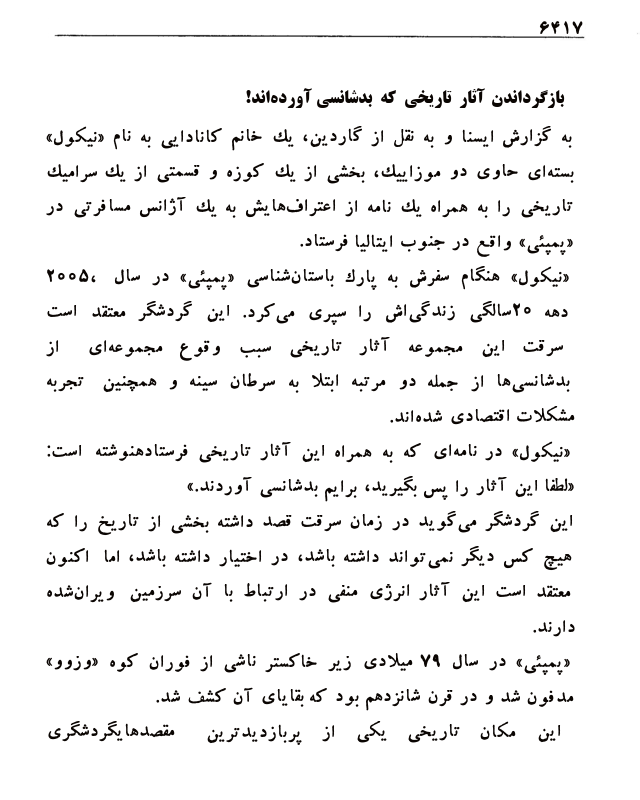 ۶۴۱۷
بازگرداندن آثار تاریخی که بدشانسی آورده‌اند!
به گزارش ایسنا و به نقل از گاردین، یك خانم کانادایی به نام «نیکول»
بسته‌ای حاوی دو موزاییك، بخشی از یك کوزه و قسمتی از یك سرامیك
تاریخی را به همراه یك نامه از اعتراف‌هایش به یك آژانس مسافرتی در
«پمپئی» واقع در جنوب ایتالیا فرستاد.
«نیکول» هنگام سفرش به پارك باستان‌شناسی «پمپئی» در سال ،۲۰۰۵
دهه ۲۰سالگی زندگی‌اش را سپری می‌کرد. این گردشگر معتقد است
سرقت این مجموعه آثار تاریخی سبب وقوع مجموعه‌ای از
بدشانسی‌ها از جمله دو مرتبه ابتلا به سرطان سینه و همچنین تجربه
مشکلات اقتصادی شده‌اند.
«نیکول» در نامه‌ای که به همراه این آثار تاریخی فرستادهنوشته است:
«لطفا این آثار را پس بگیرید، برایم بدشانسی آوردند.»
این گردشگر می‌گوید در زمان سرقت قصد داشته بخشی از تاریخ را که
هیچ کس دیگر نمی‌تواند داشته باشد، در اختیار داشته باشد، اما اکنون
معتقد است این آثار انرژی منفی در ارتباط با آن سرزمین ویران‌شده
دارند.
«پمپئی» در سال ۷۹ میلادی زیر خاکستر ناشی از فوران کوه «وزوو»
مدفون شد و در قرن شانزدهم بود که بقایای آن کشف شد.
این مکان تاریخی یکی از پربازدیدترین مقصدهایگردشگری